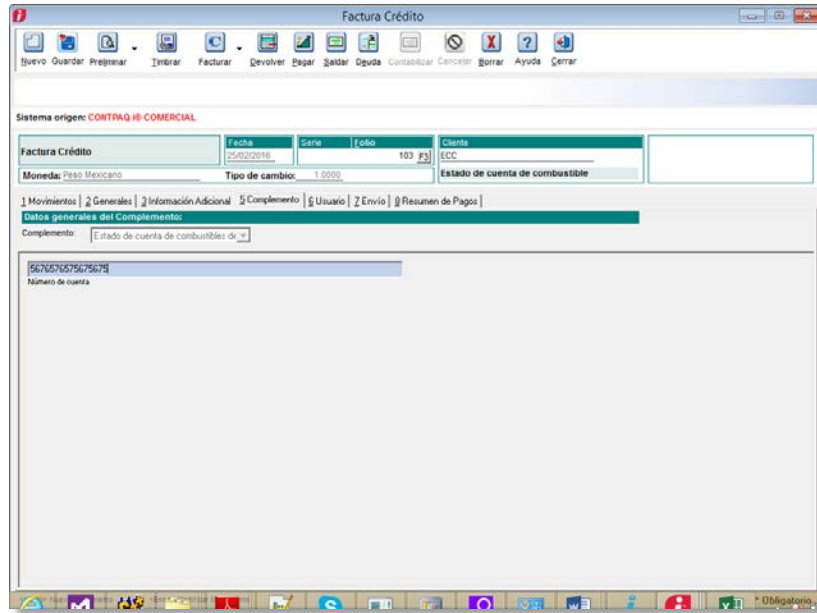 Factura Crédito
Nuevo Guardar Preliminar Timbrar Facturar Devolver Pagar Saldar Deuda Contabilizar Cancelar Borrar Ayuda Cerrar
Sistema origen: CONTPAQ i® COMERCIAL
Factura Crédito
Fecha
25/02/2016
Serie
Folio
103 F3
Cliente
ECC
Moneda: Peso Mexicano
Tipo de cambio: 1.0000
Estado de cuenta de combustible
1 Movimientos 2 Generales 3 Información Adicional 5 Complemento 6 Usuario 7 Envío 9 Resumen de Pagos
Datos generales del Complemento:
Complemento: Estado de cuenta de combustibles de
5676576575675675
Número de cuenta
* Obligatorio